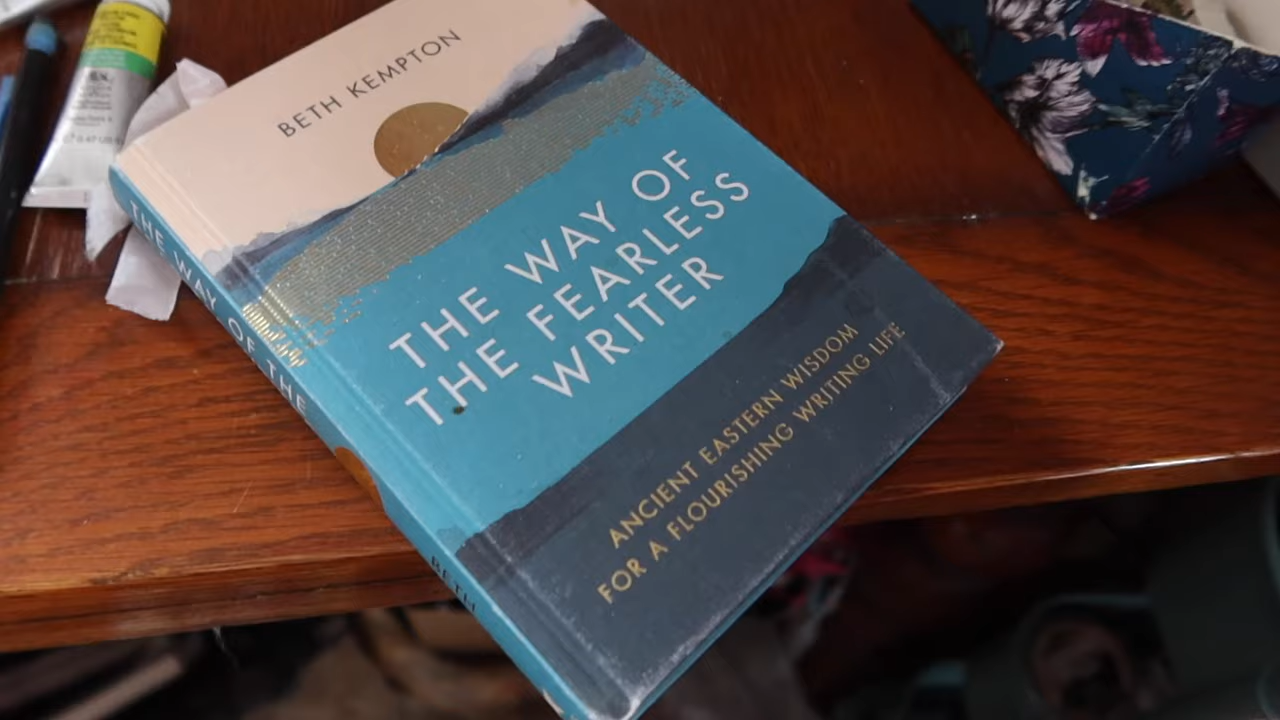 BETH KEMPTON
THE WAY OF
THE FEARLESS
WRITER
ANCIENT EASTERN WISDOM
FOR A FLOURISHING WRITING LIFE
THE WAY OF THE
BETH